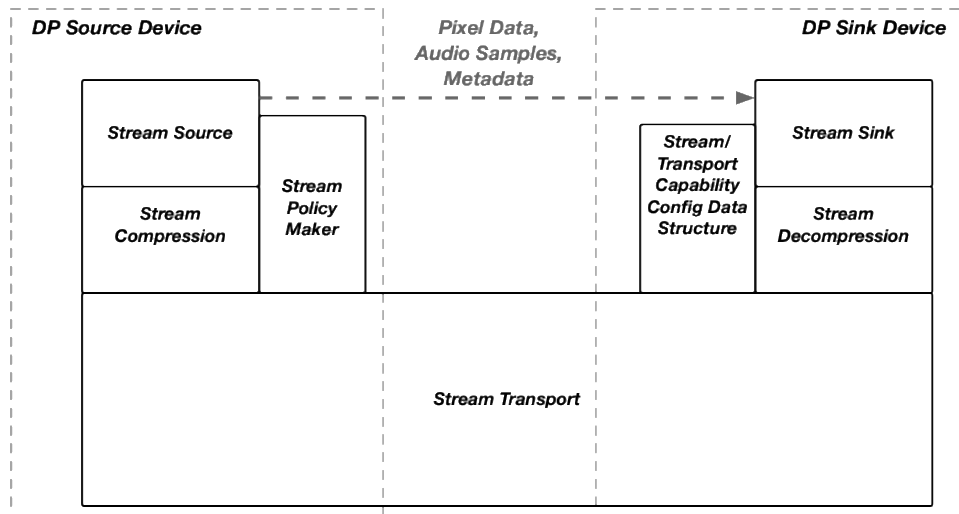 DP Source Device
Pixel Data,
Audio Samples,
Metadata
DP Sink Device
Stream Source
Stream
Compression
Stream
Policy
Maker
Stream/
Transport
Capability
Config Data
Structure
Stream Sink
Stream
Decompression
Stream Transport